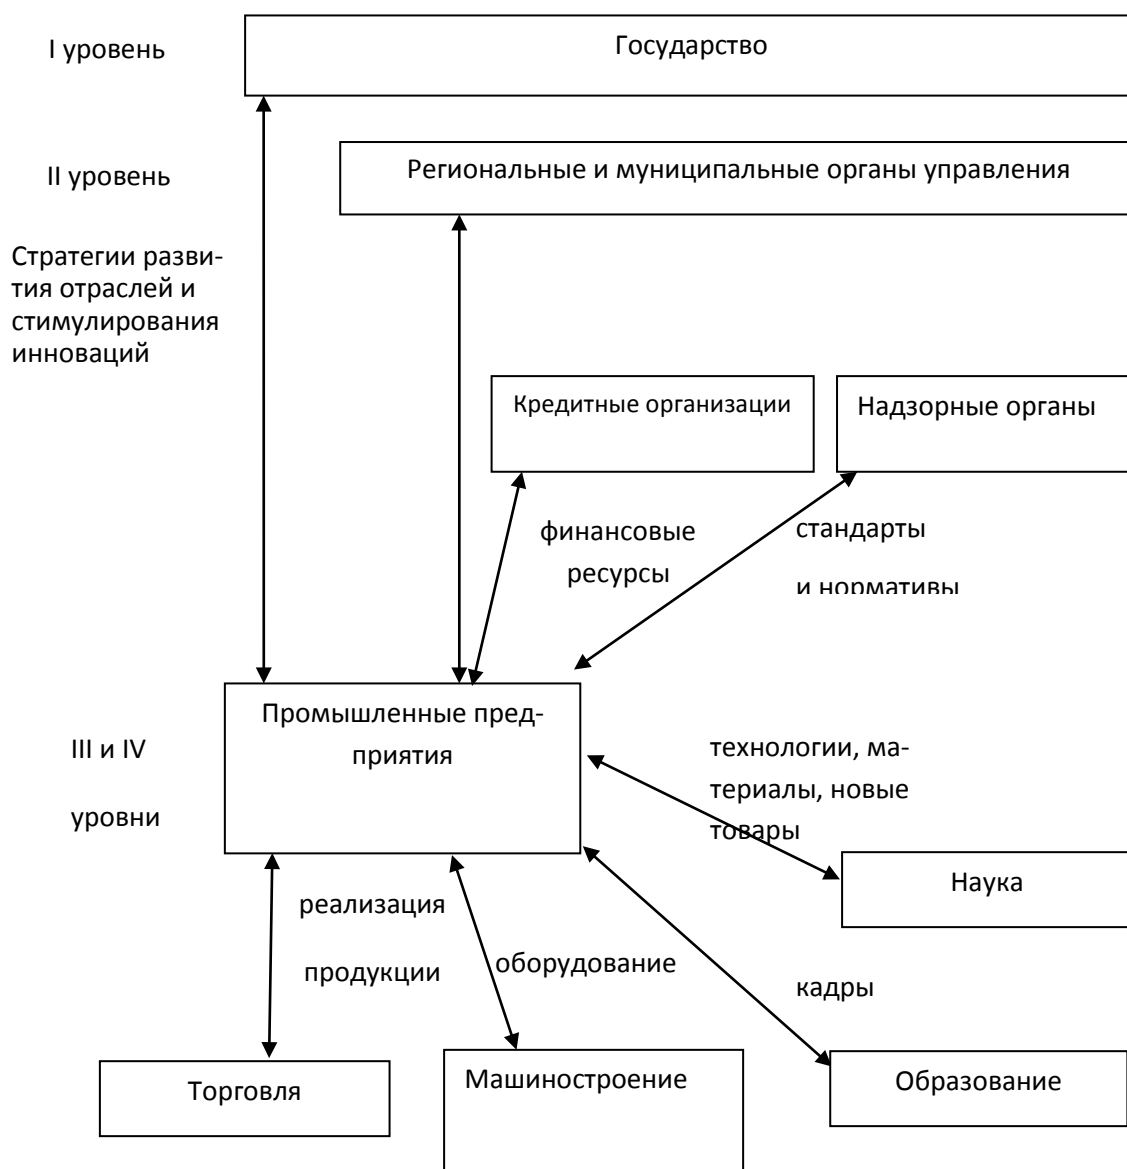 I уровень
Государство
II уровень
Региональные и муниципальные органы управления
Стратегии разви-
тия отраслей и
стимулирования
инноваций
Кредитные организации
Надзорные органы
финансовые
ресурсы
стандарты
и нормативы
Промышленные пред-
приятия
III и IV
уровни
технологии, ма-
териалы, новые
товары
Наука
реализация
продукции
оборудование
кадры
Торговля
Машиностроение
Образование